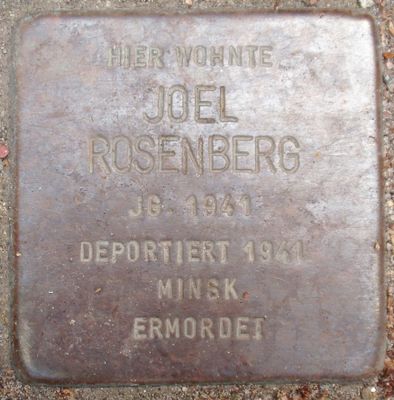 HIER WOHNTE
JOEL
ROSENBERG
JG. 1941
DEPORTIERT 1941
MINSK
ERMORDET